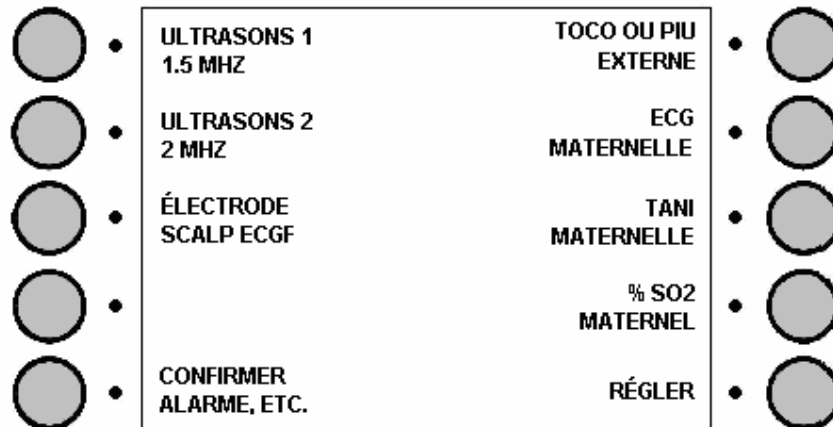 ULTRASONS 1
1.5 MHZ
TOCO OU PIU
EXTERNE
ULTRASONS 2
2 MHZ
ECG
MATERNELLE
ÉLECTRODE
SCALP ECGF
TANI
MATERNELLE
% SO2
MATERNEL
CONFIRMER
ALARME, ETC.
RÉGLER